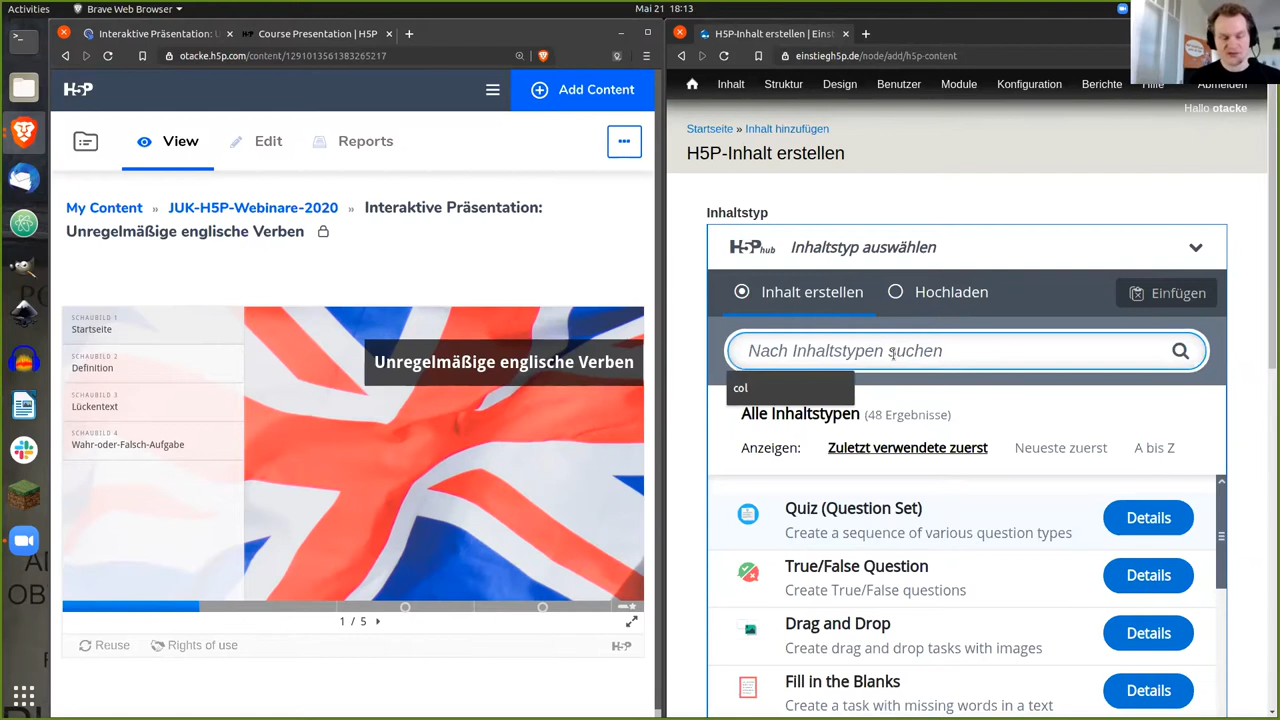 Activities
Brave Web Browser
Mai 21 18:13
Interaktive Präsentation: U
Course Presentation | H5P
otacke.h5p.com/content/1291013561383265217
H5P
Add Content
View
Edit
Reports
My Content » JUK-H5P-Webinare-2020 » Interaktive Präsentation:
Unregelmäßige englische Verben
SCHAUBILD 1
Startseite
SCHAUBILD 2
Definition
SCHAUBILD 3
Lückentext
SCHAUBILD 4
Wahr-oder-Falsch-Aufgabe
Unregelmäßige englische Verben
1 / 5
Reuse
Rights of use
H5P
H5P-Inhalt erstellen | Einst
einstiegh5p.de/node/add/h5p-content
Inhalt
Struktur
Design
Benutzer
Module
Konfiguration
Berichte
Hilfe
Abmelden
Hallo otacke
Startseite » Inhalt hinzufügen
H5P-Inhalt erstellen
Inhaltstyp
H5P hub
Inhaltstyp auswählen
Inhalt erstellen
Hochladen
Einfügen
Nach Inhaltstypen suchen
col
Alle Inhaltstypen (48 Ergebnisse)
Anzeigen:
Zuletzt verwendete zuerst
Neueste zuerst
A bis Z
Quiz (Question Set)
Create a sequence of various question types
Details
True/False Question
Create True/False questions
Details
Drag and Drop
Create drag and drop tasks with images
Details
Fill in the Blanks
Create a task with missing words in a text
Details
OB